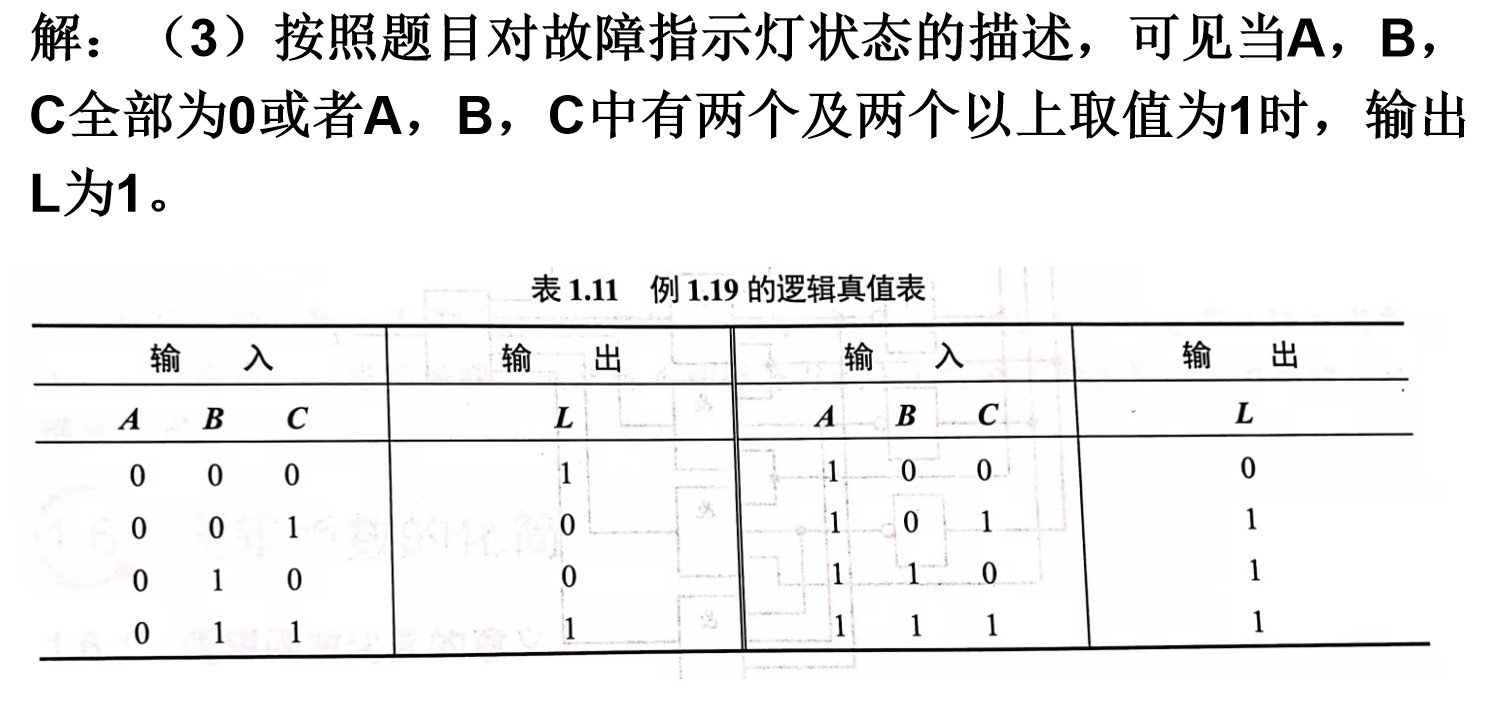 解：（3）按照题目对故障指示灯状态的描述，可见当A，B，
C全部为0或者A，B，C中有两个及两个以上取值为1时，输出
L为1。
表 1.11 例 1.19 的逻辑真值表
输 入 输 出 输 入 输 出
A B C L A B C L
0 0 0 1 1 0 0 0
0 0 1 0 1 0 1 1
0 1 0 0 1 1 0 1
0 1 1 1 1 1 1 1